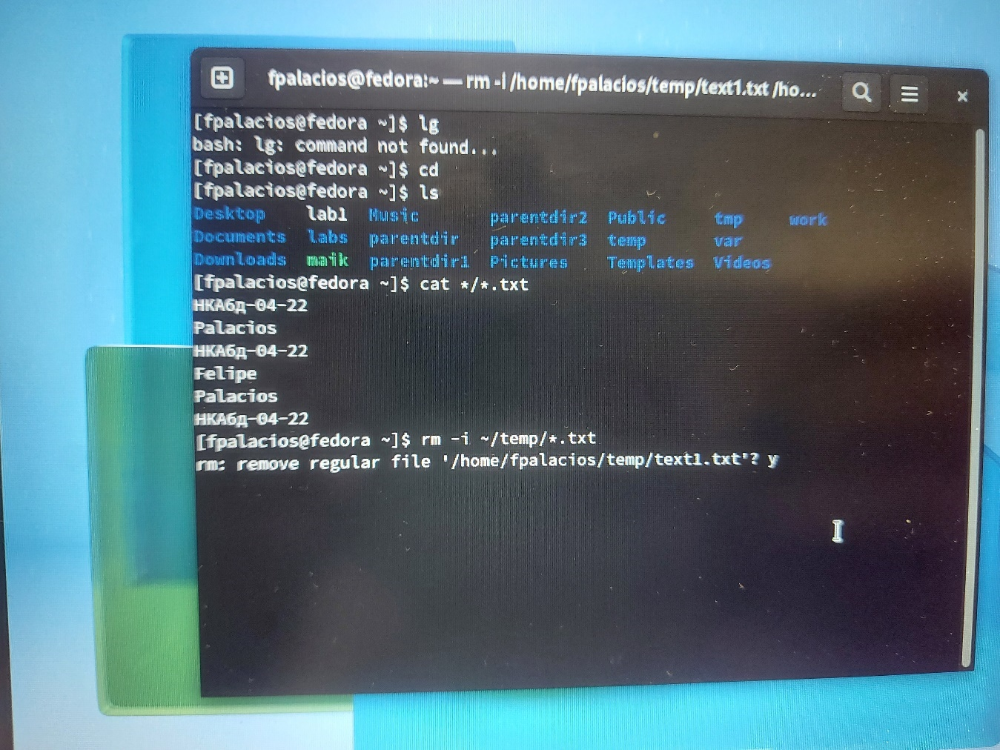 fpalacios@fedora:~ — rm -i /home/fpalacios/temp/text1.txt /ho...
[fpalacios@fedora ~]$ lg
bash: lg: command not found...
[fpalacios@fedora ~]$ cd
[fpalacios@fedora ~]$ ls
Desktop lab1 Music parentdir2 Public tmp work
Documents labs parentdir parentdir3 temp var
Downloads maik parentdir1 Pictures Templates Videos
[fpalacios@fedora ~]$ cat */*.txt
НКАбд-04-22
Palacios
НКАбд-04-22
Felipe
Palacios
НКАбд-04-22
[fpalacios@fedora ~]$ rm -i ~/temp/*.txt
rm: remove regular file '/home/fpalacios/temp/text1.txt'? y